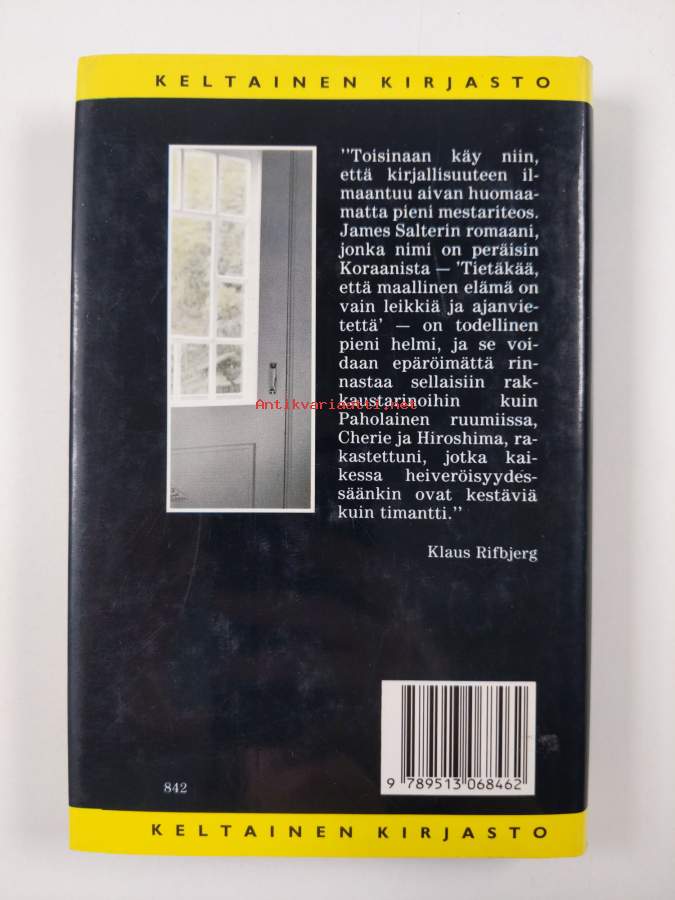 KELTAINEN KIRJASTO
"Toisinaan käy niin,
että kirjallisuuteen il-
maantuu aivan huomaa-
matta pieni mestariteos.
James Salterin romaani,
jonka nimi on peräisin
Koraanista — 'Tietäkää,
että maallinen elämä on
vain leikkiä ja ajanvie-
tettä' — on todellinen
pieni helmi, ja se voi-
daan epäröimättä rin-
nastaa sellaisiin rak-
kaustarinoihin kuin
Paholainen ruumiissa,
Cherie ja Hiroshima, ra-
kastettuni, jotka kai-
kessa heiveröisyydes-
säänkin ovat kestäviä
kuin timantti."
Klaus Rifbjerg
Antikvariaatti.net
842
9 789513 068462
KELTAINEN KIRJASTO